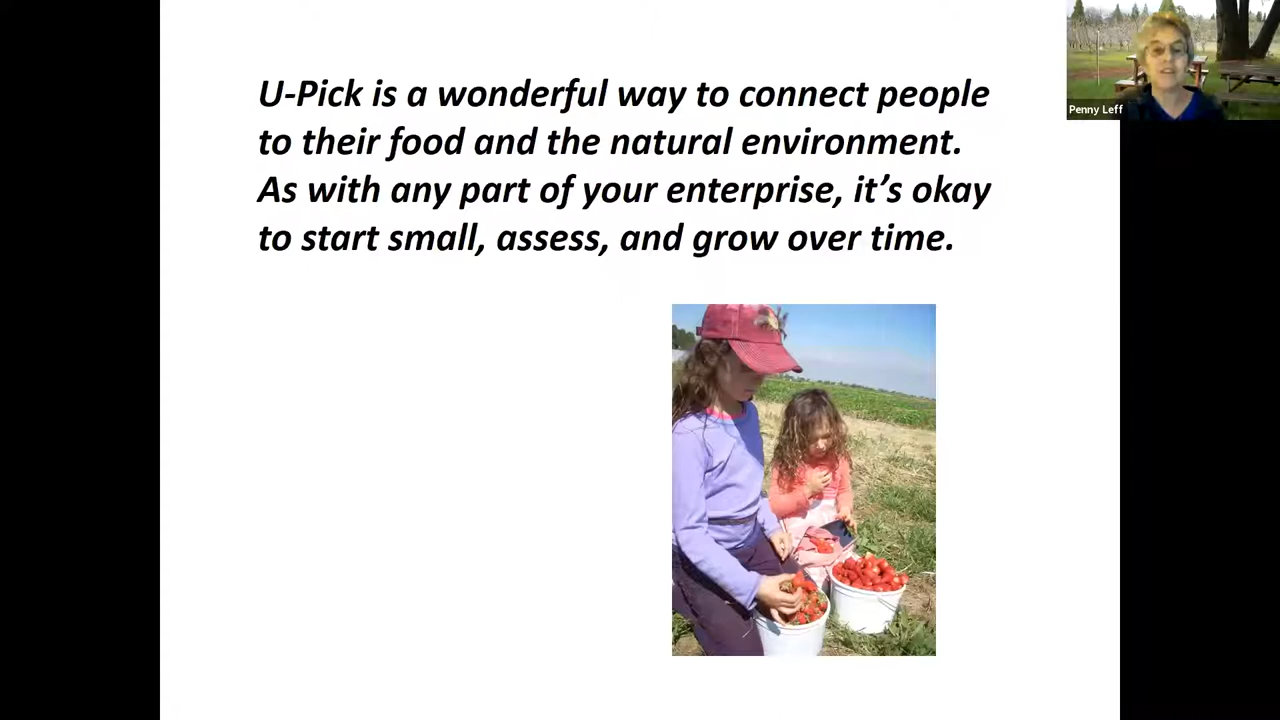 U-Pick is a wonderful way to connect people
to their food and the natural environment.
As with any part of your enterprise, it’s okay
to start small, assess, and grow over time.
Penny Leff